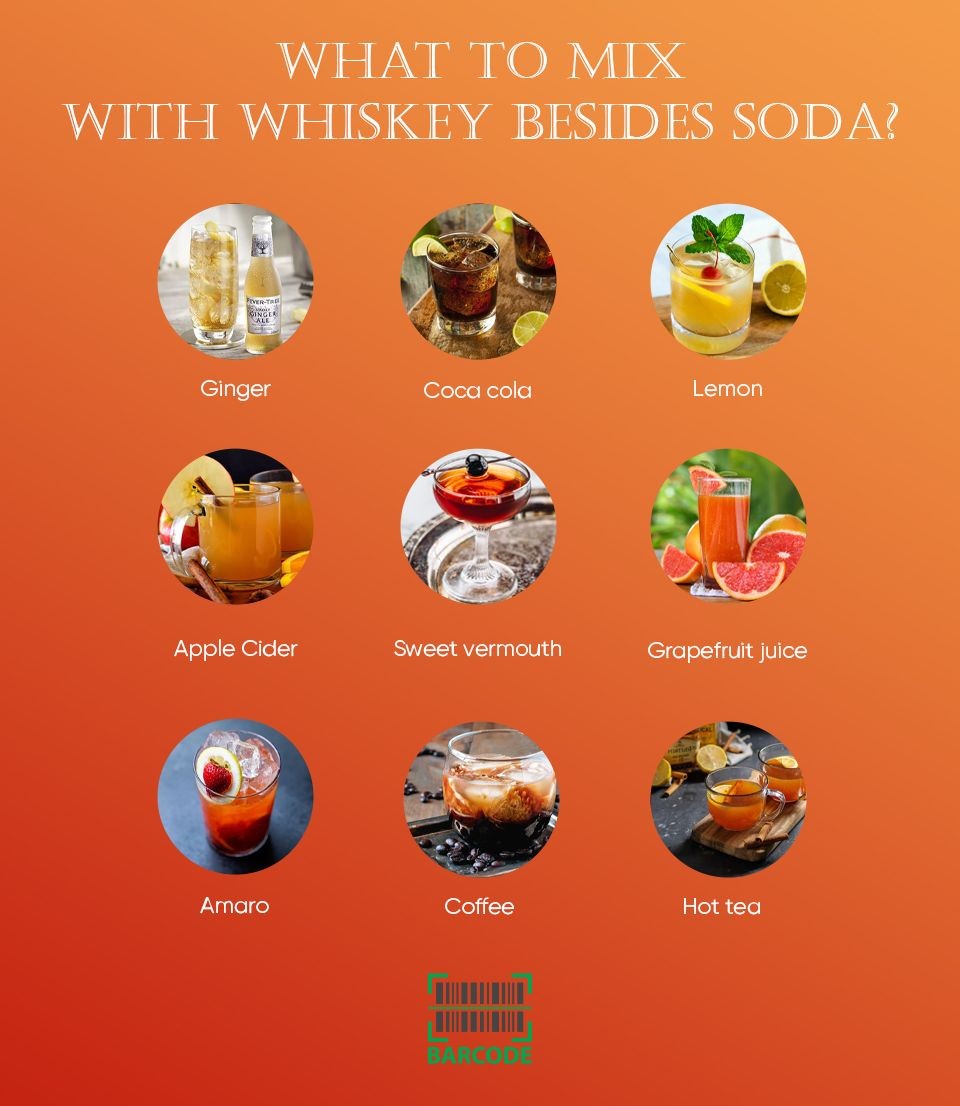 WHAT TO MIX
WITH WHISKEY BESIDES SODA?
FEVER-TREE
GINGER
ALE
Ginger
Coca cola
Lemon
Apple Cider
Sweet vermouth
Grapefruit juice
Amaro
Coffee
Hot tea
BARCODE